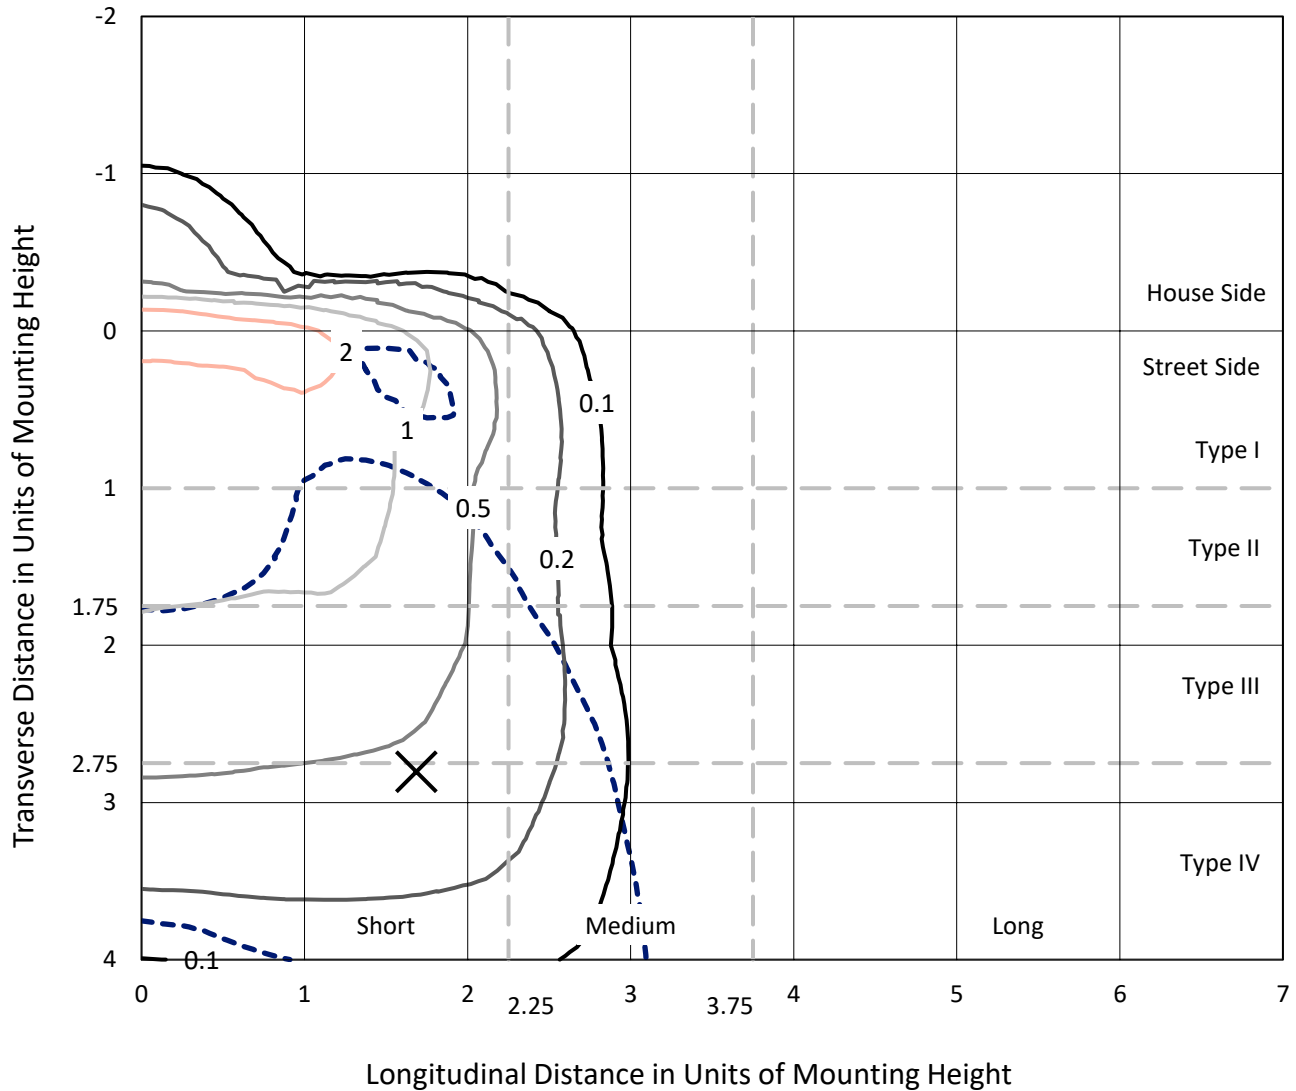 -2
-1
House Side
0
2
Street Side
0.1
1
Type I
1
0.5
Type II
0.2
1.75
2
Type III
2.75
3
Type IV
Short
Medium
Long
4
0.1
0
1
2
2.25
3
3.75
4
5
6
7
Transverse Distance in Units of Mounting Height
Longitudinal Distance in Units of Mounting Height